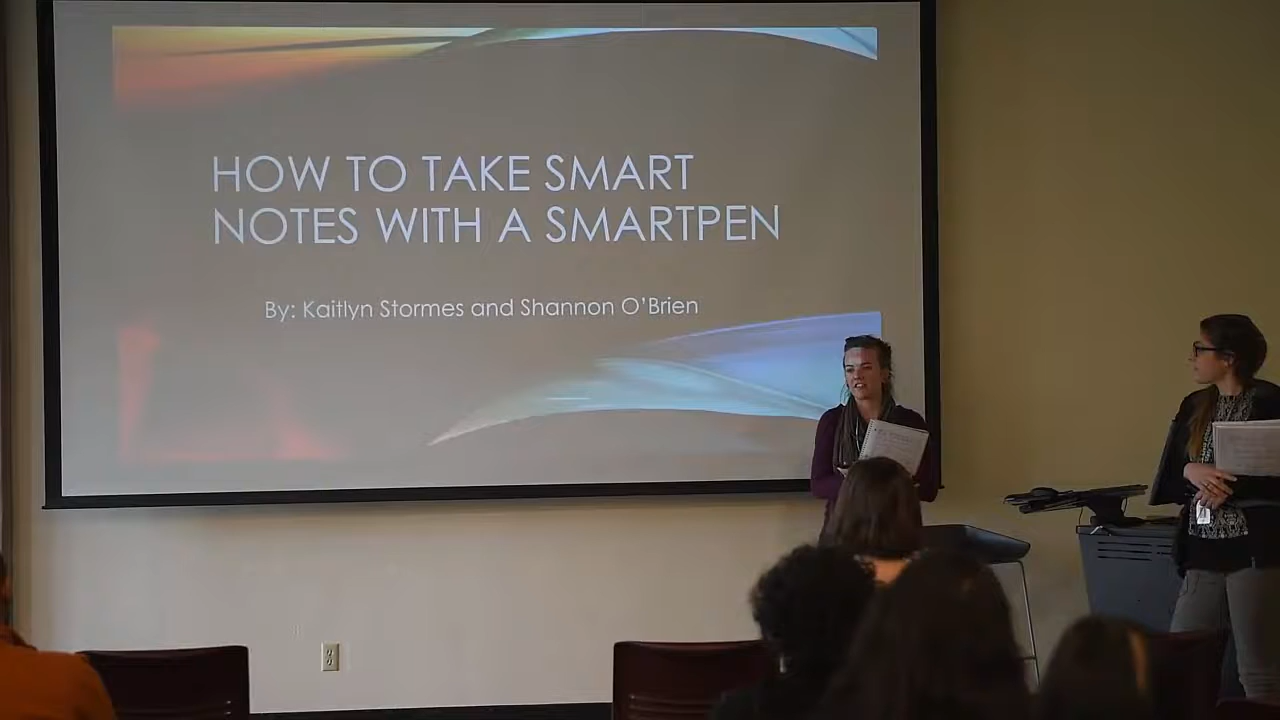 HOW TO TAKE SMART
NOTES WITH A SMARTPEN
By: Kaitlyn Stormes and Shannon O'Brien